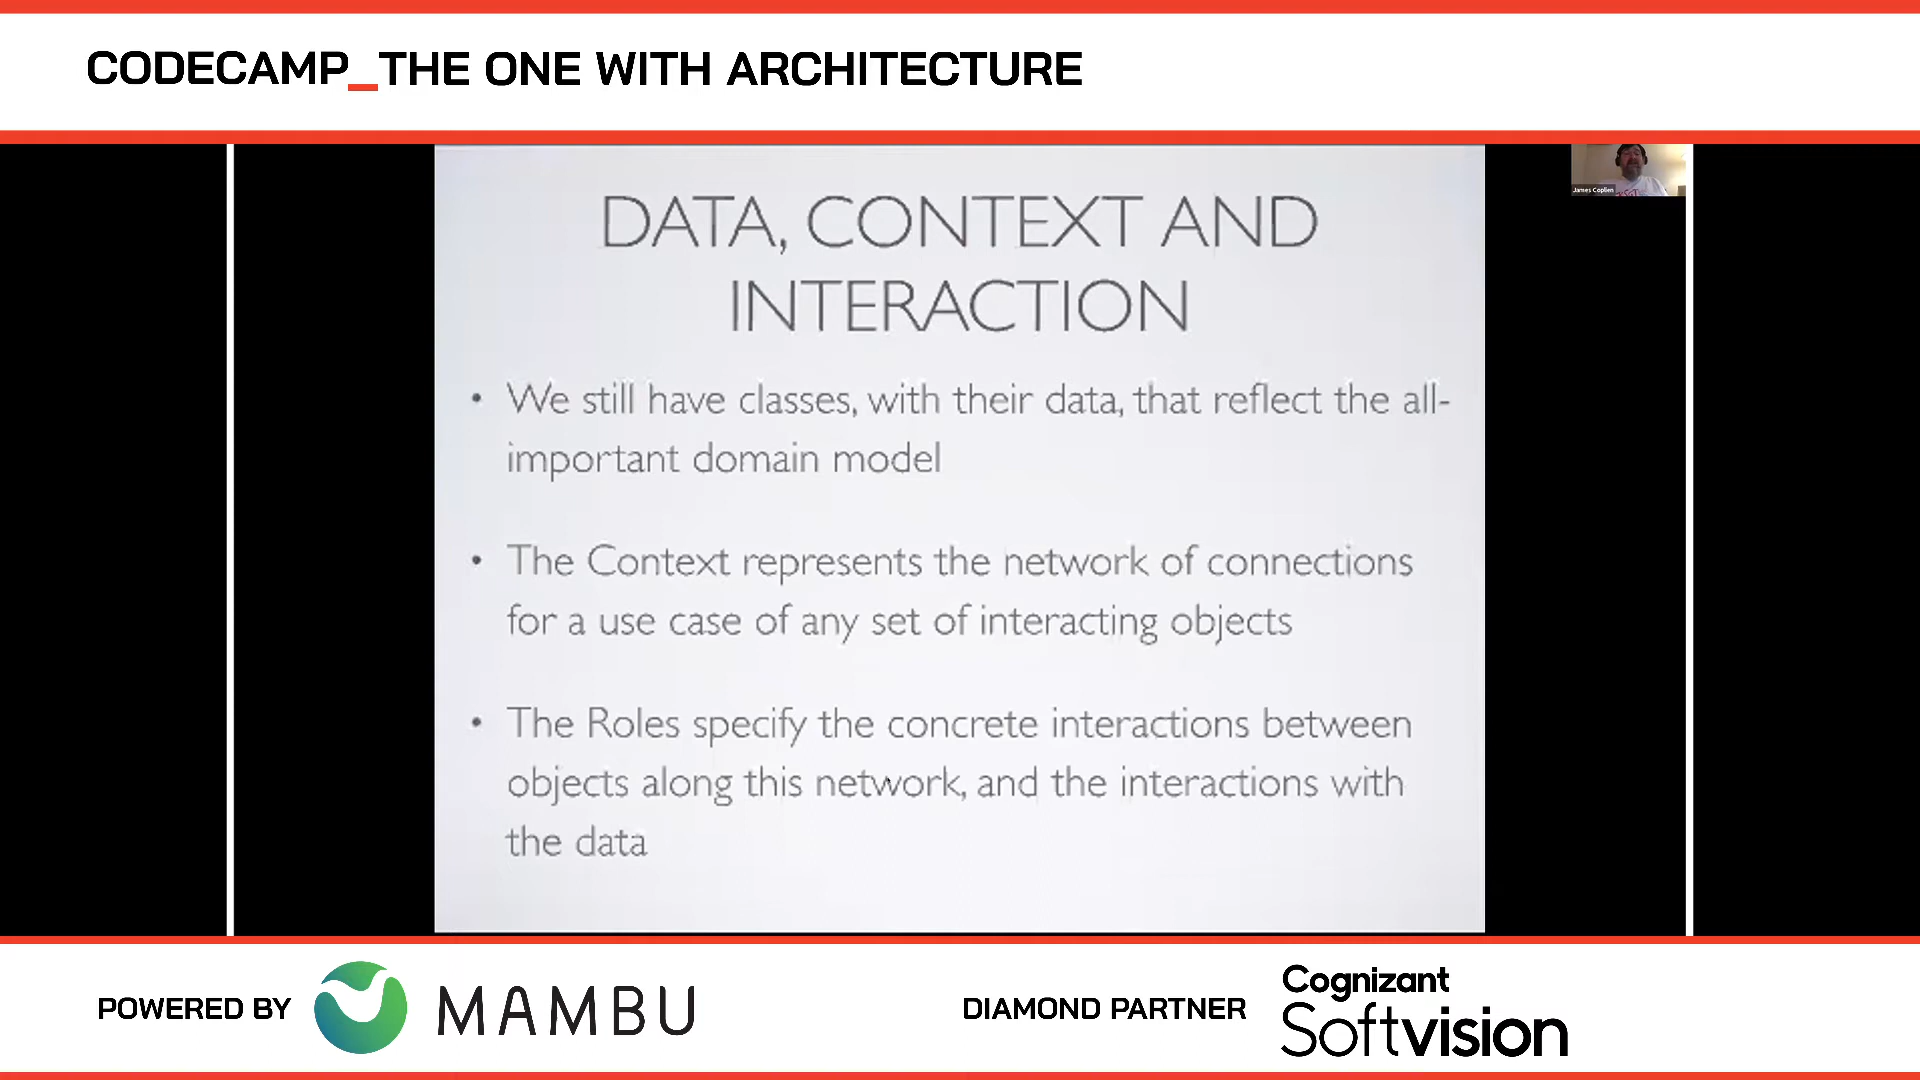 CODECAMP_THE ONE WITH ARCHITECTURE
James Coplien
DATA, CONTEXT AND
INTERACTION
• We still have classes, with their data, that reflect the all-
important domain model
• The Context represents the network of connections
for a use case of any set of interacting objects
• The Roles specify the concrete interactions between
objects along this network, and the interactions with
the data
POWERED BY
MAMBU
DIAMOND PARTNER
Cognizant
Softvision